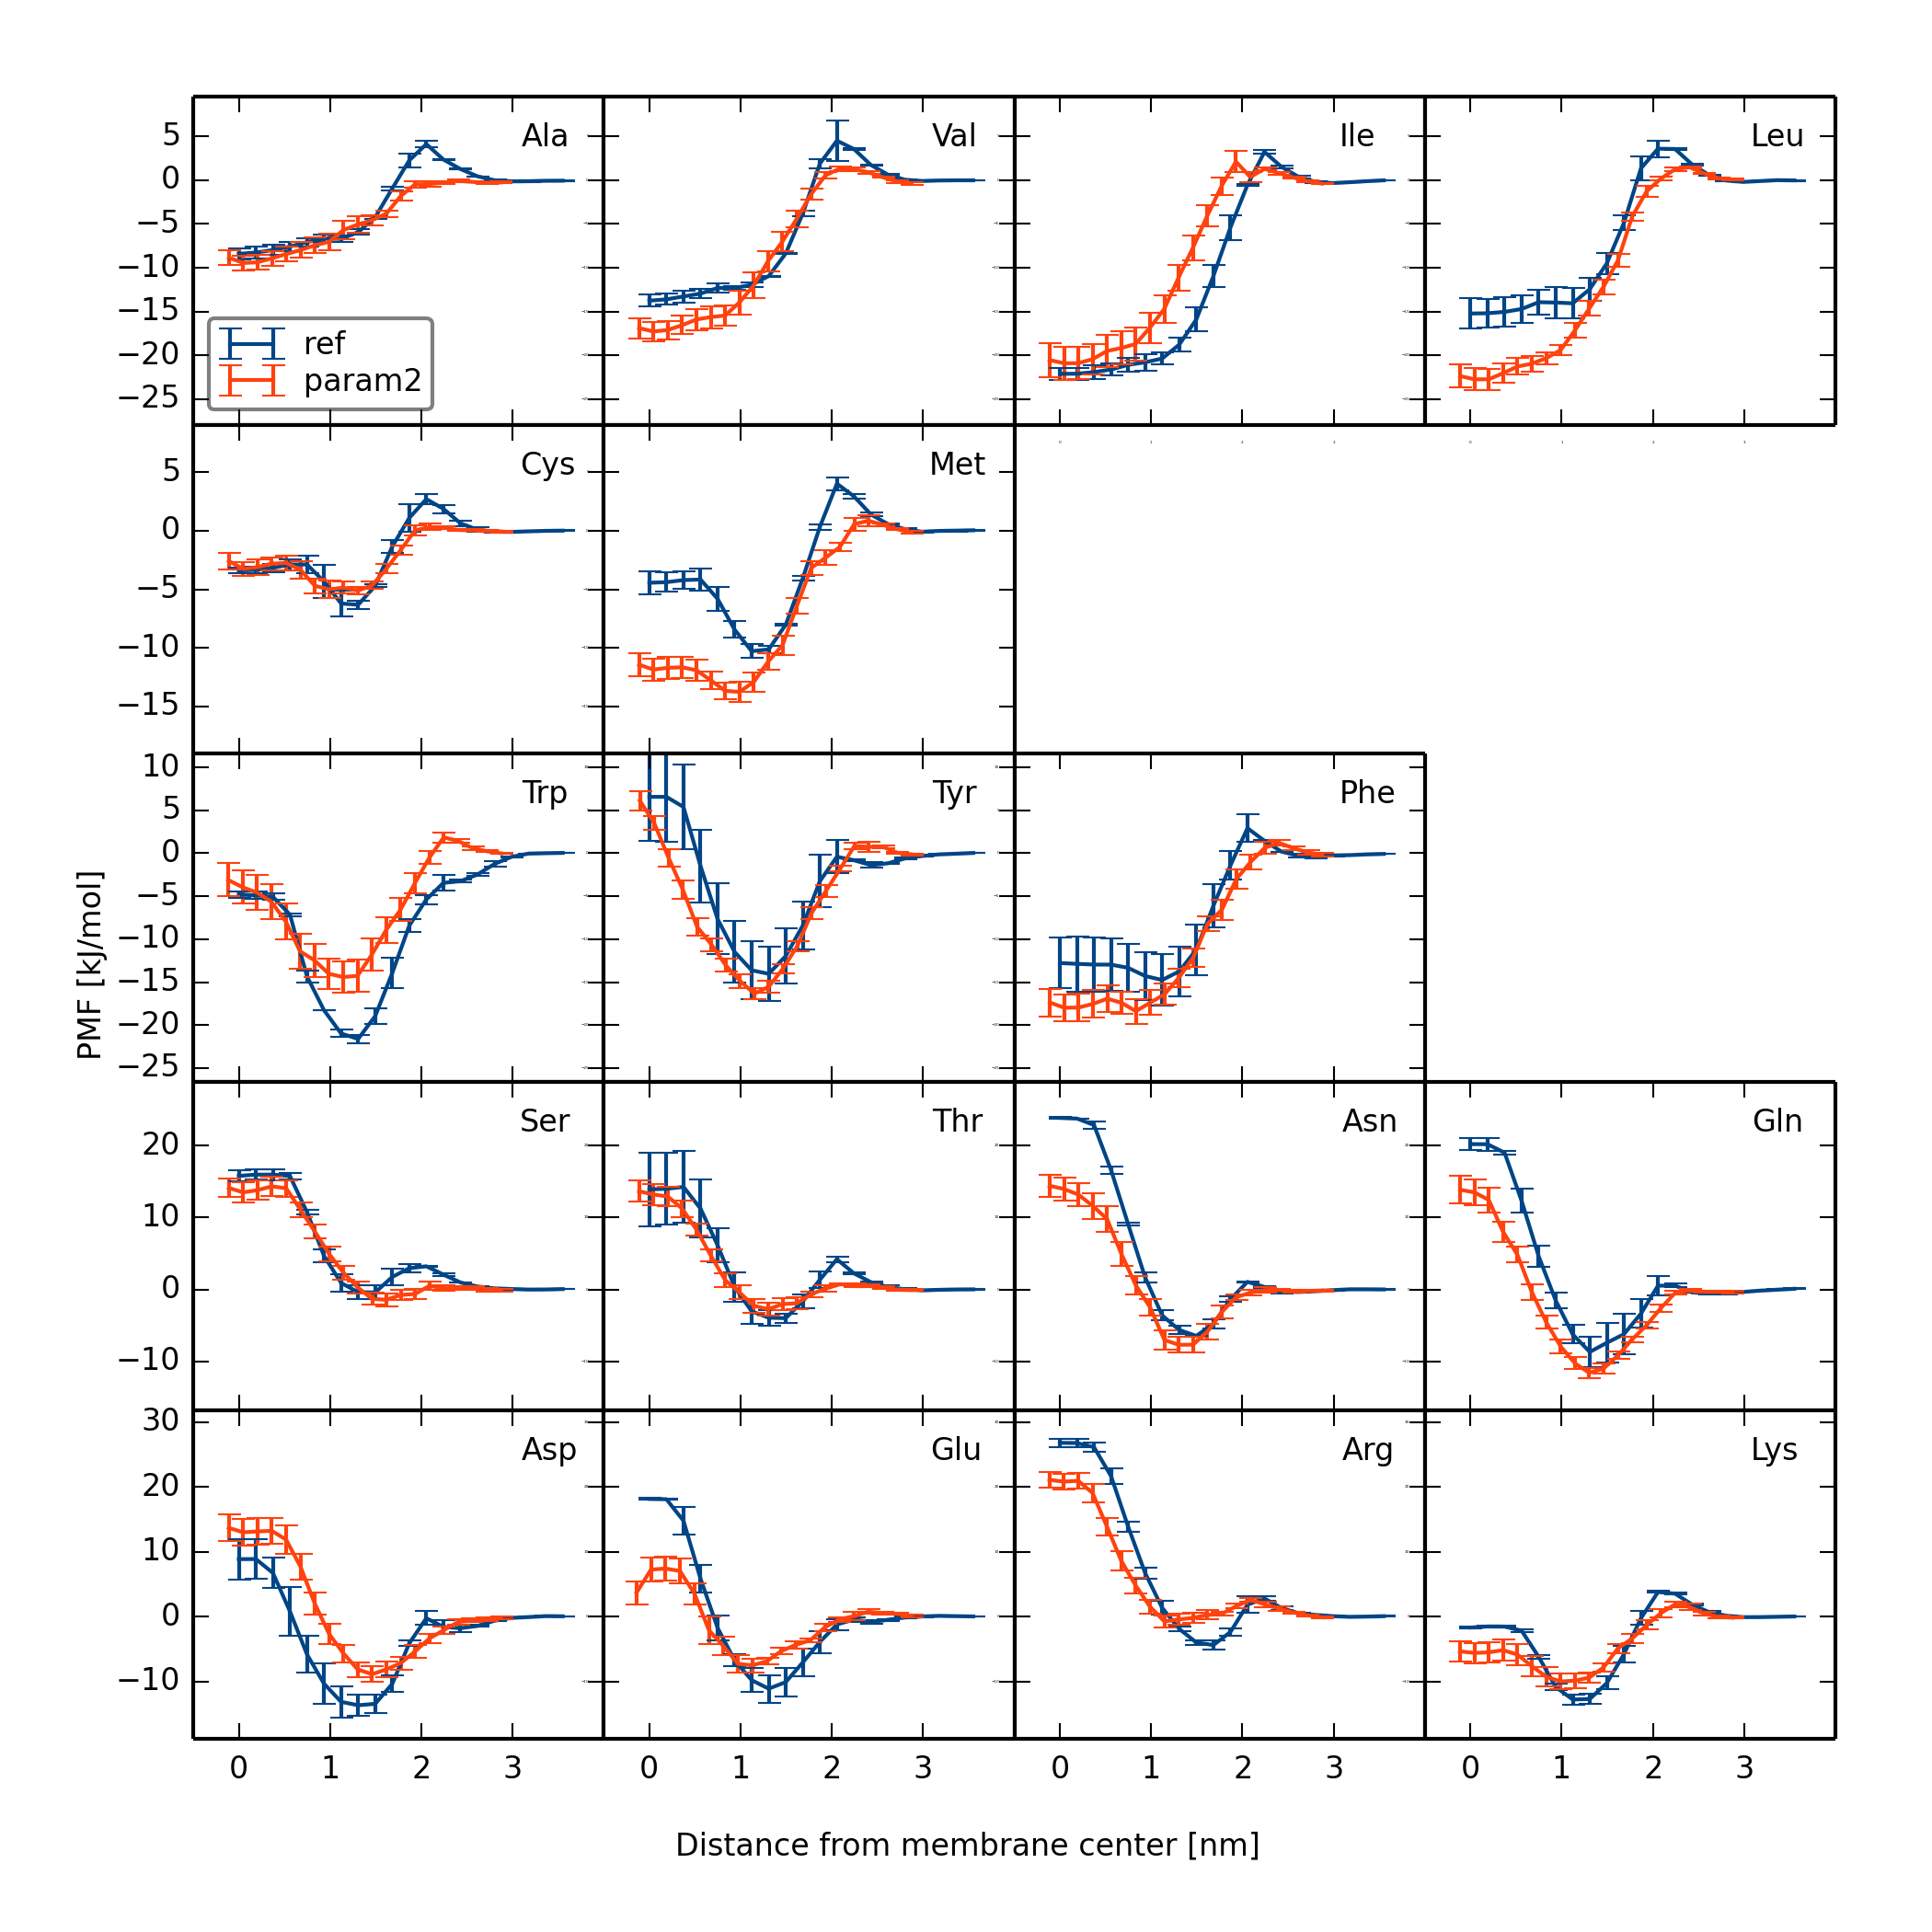 Ala Val Ile Leu
5
0
−5
−10
−15
−20
−25
ref
param2
Cys Met
5
0
−5
−10
−15
Trp Tyr Phe
10
5
0
−5
−10
−15
−20
−25
PMF [kJ/mol]
Ser Thr Asn Gln
20
10
0
−10
Asp Glu Arg Lys
30
20
10
0
−10
0 1 2 3 0 1 2 3 0 1 2 3 0 1 2 3
Distance from membrane center [nm]